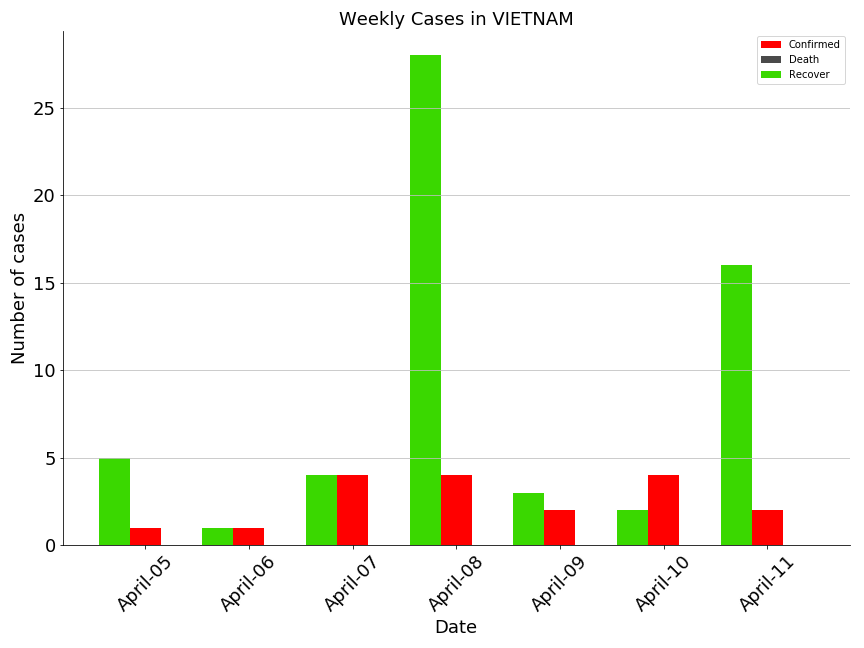 Weekly Cases in VIETNAM
Confirmed
Death
Recover
Number of cases
25
20
15
10
5
0
April-05
April-06
April-07
April-08
April-09
April-10
April-11
Date